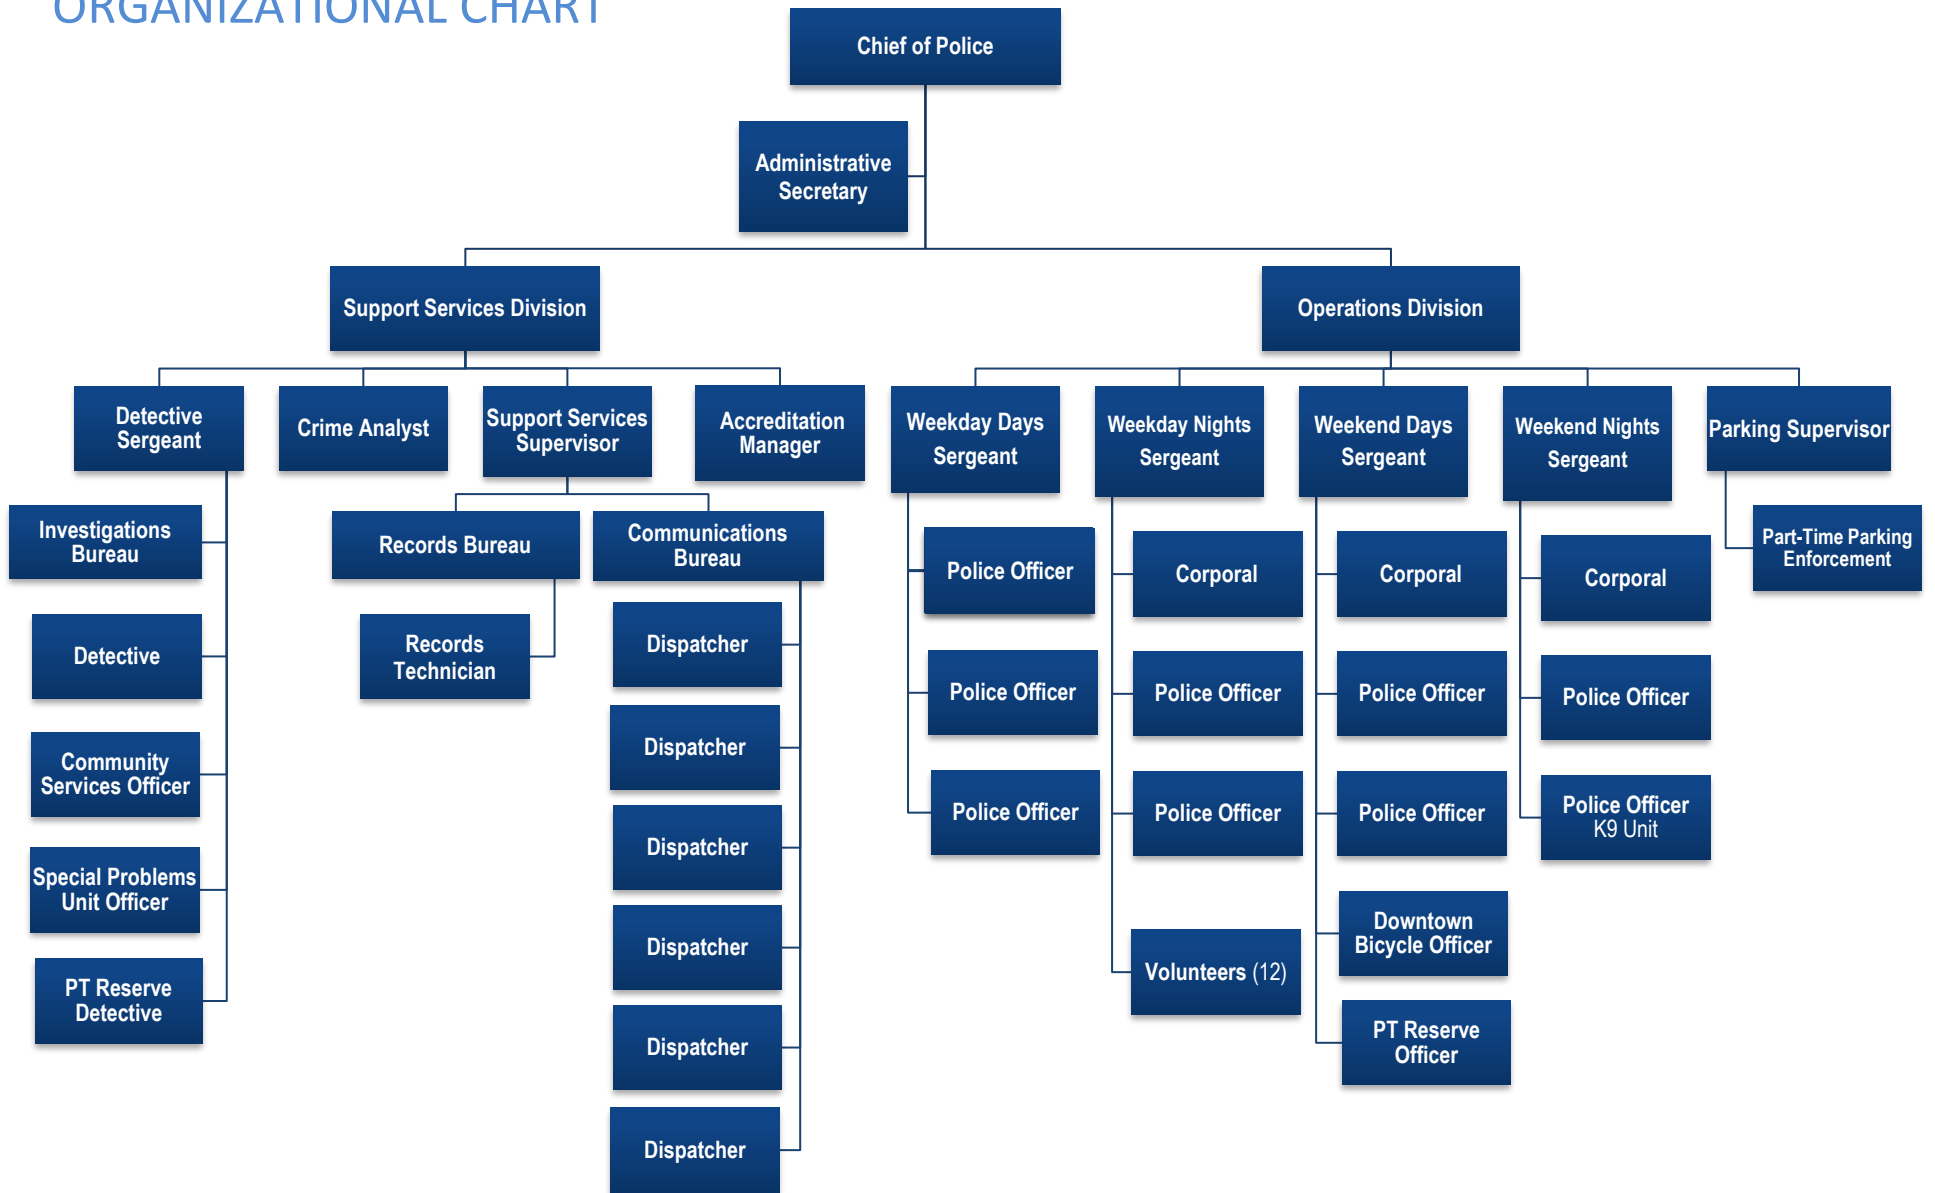 ORGANIZATIONAL CHART
Chief of Police
Administrative
Secretary
Support Services Division
Operations Division
Detective
Sergeant
Crime Analyst
Support Services
Supervisor
Accreditation
Manager
Weekday Days
Sergeant
Weekday Nights
Sergeant
Weekend Days
Sergeant
Weekend Nights
Sergeant
Parking Supervisor
Investigations
Bureau
Detective
Community
Services Officer
Special Problems
Unit Officer
PT Reserve
Detective
Records Bureau
Records
Technician
Communications
Bureau
Dispatcher
Dispatcher
Dispatcher
Dispatcher
Dispatcher
Dispatcher
Police Officer
Police Officer
Police Officer
Corporal
Police Officer
Police Officer
Volunteers (12)
Corporal
Police Officer
Police Officer
Downtown
Bicycle Officer
PT Reserve
Officer
Corporal
Police Officer
Police Officer
K9 Unit
Part-Time Parking
Enforcement